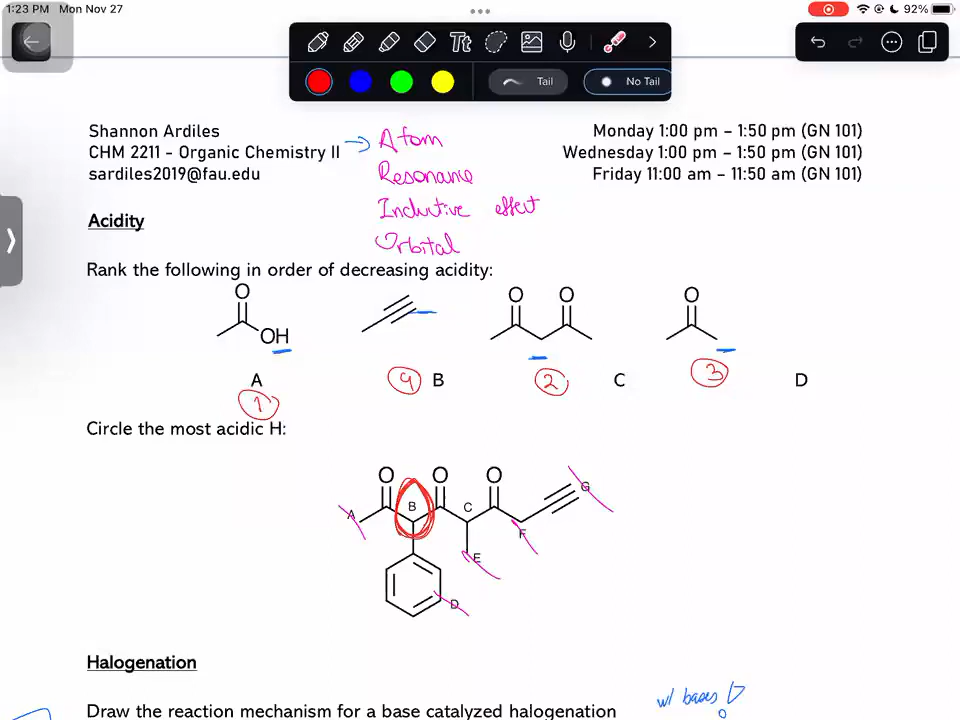 1:23 PM Mon Nov 27
92%
Tt
Tail
No Tail
Shannon Ardiles
CHM 2211 - Organic Chemistry II
sardiles2019@fau.edu
Atom
Resonance
Inductive effect
Orbital
Monday 1:00 pm – 1:50 pm (GN 101)
Wednesday 1:00 pm – 1:50 pm (GN 101)
Friday 11:00 am – 11:50 am (GN 101)
Acidity
Rank the following in order of decreasing acidity:
O O O O
OH
A B C D
1 4 2 3
Circle the most acidic H:
O O O
A B C G
F
E
D
Halogenation
w/ bases
Draw the reaction mechanism for a base catalyzed halogenation